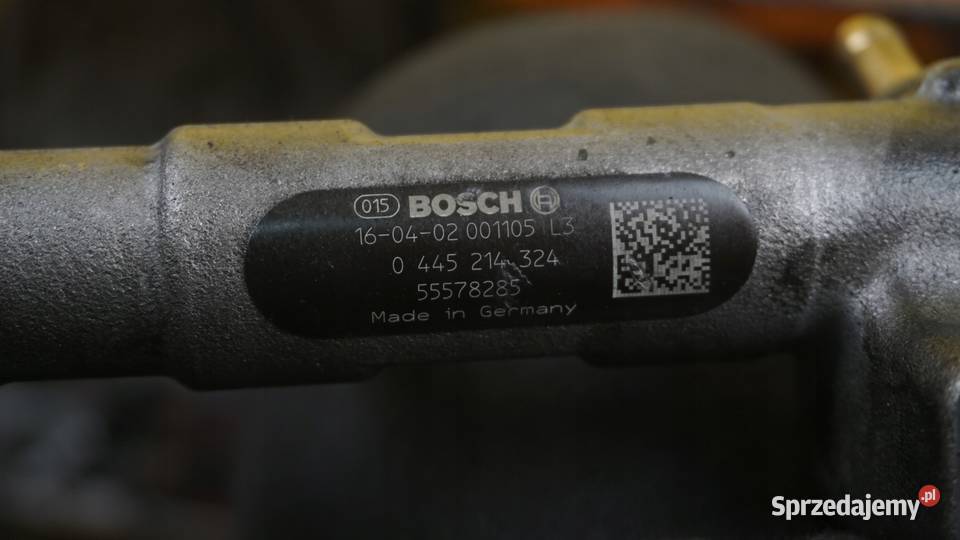 015 BOSCH
16-04-02 001105 L3
0 445 214 324
55578285
Made in Germany
Sprzedajemy.pl